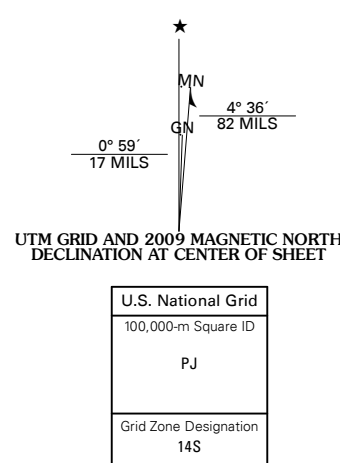 ★
MN
4° 36´
82 MILS
GN
0° 59´
17 MILS
UTM GRID AND 2009 MAGNETIC NORTH
DECLINATION AT CENTER OF SHEET
U.S. National Grid
100,000-m Square ID
PJ
Grid Zone Designation
14S